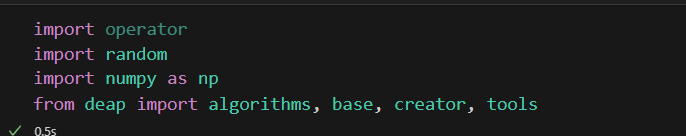 import operator
import random
import numpy as np
from deap import algorithms, base, creator, tools
0.5s